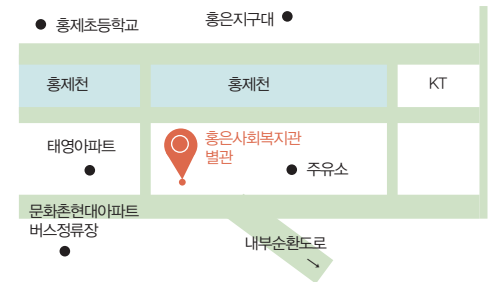 홍제초등학교
홍은지구대
홍제천
홍제천
KT
태영아파트
홍은사회복지관
별관
주유소
문화촌현대아파트
버스정류장
내부순환도로
→